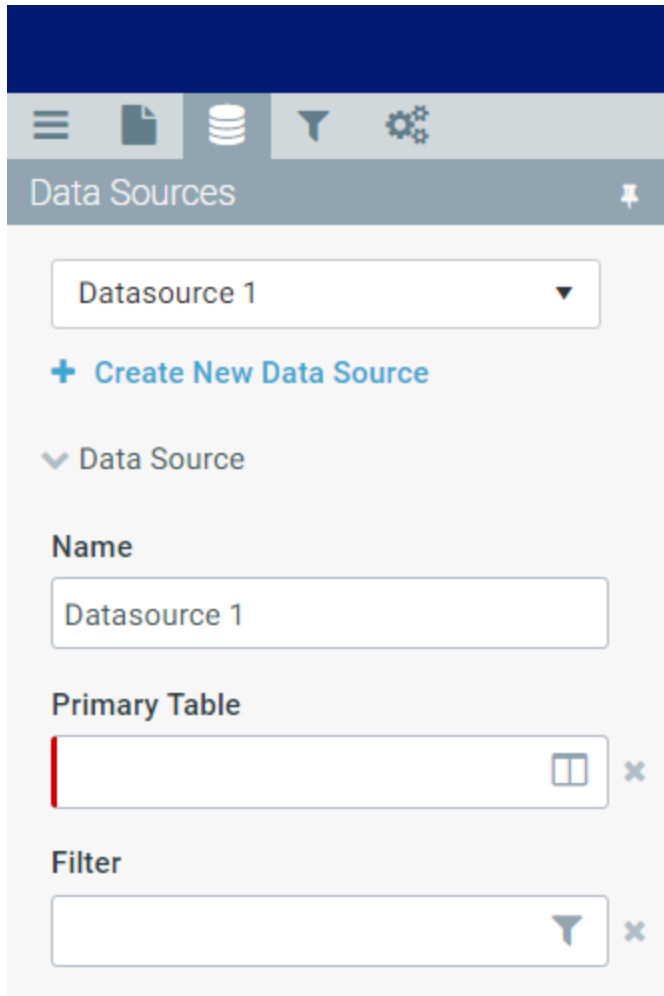 Data Sources
Datasource 1
Create New Data Source
Data Source
Name
Datasource 1
Primary Table
Filter